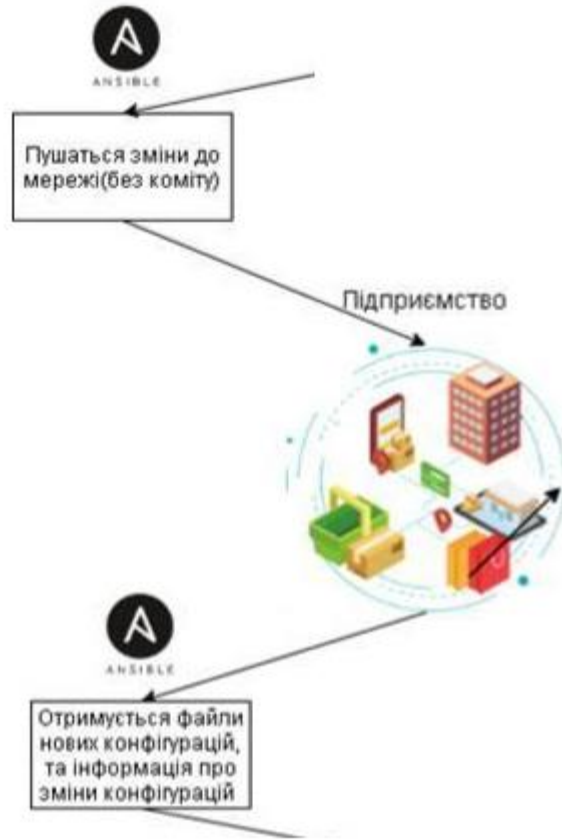 ANSIBLE
Пушаться зміни до
мережі(без коміту)
Підприємство
ANSIBLE
Отримується файли
нових конфігурацій,
та інформація про
зміни конфігурацій